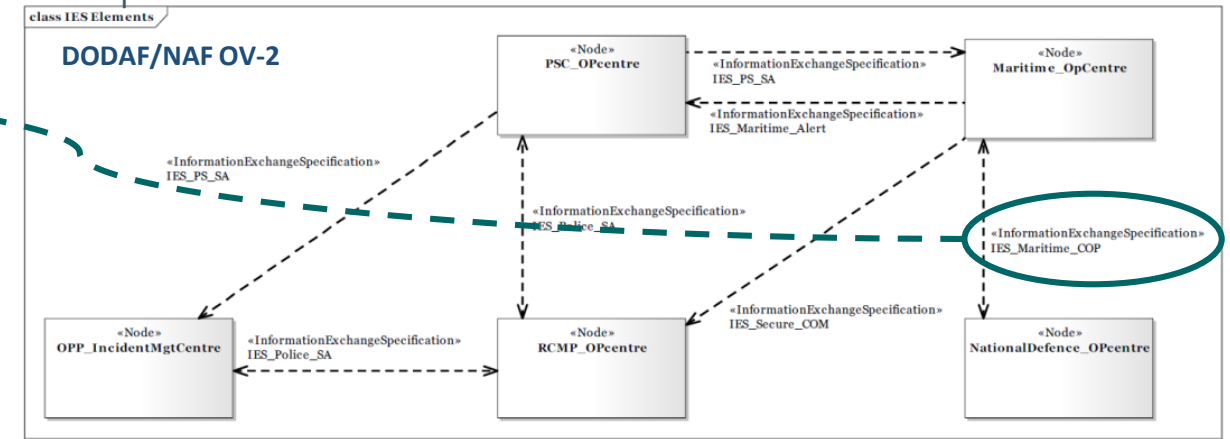 class IES Elements
DODAF/NAF OV-2
«Node»
PSC_OPcentre
«InformationExchangeSpecification»
IES_PS_SA
«InformationExchangeSpecification»
IES_Maritime_Alert
«Node»
Maritime_OpCentre
«InformationExchangeSpecification»
IES_PS_SA
«InformationExchangeSpecification»
IES_Police_SA
«InformationExchangeSpecification»
IES_Maritime_COP
«Node»
OPP_IncidentMgtCentre
«InformationExchangeSpecification»
IES_Police_SA
«Node»
RCMP_OPcentre
«InformationExchangeSpecification»
IES_Secure_COM
«Node»
NationalDefence_OPcentre